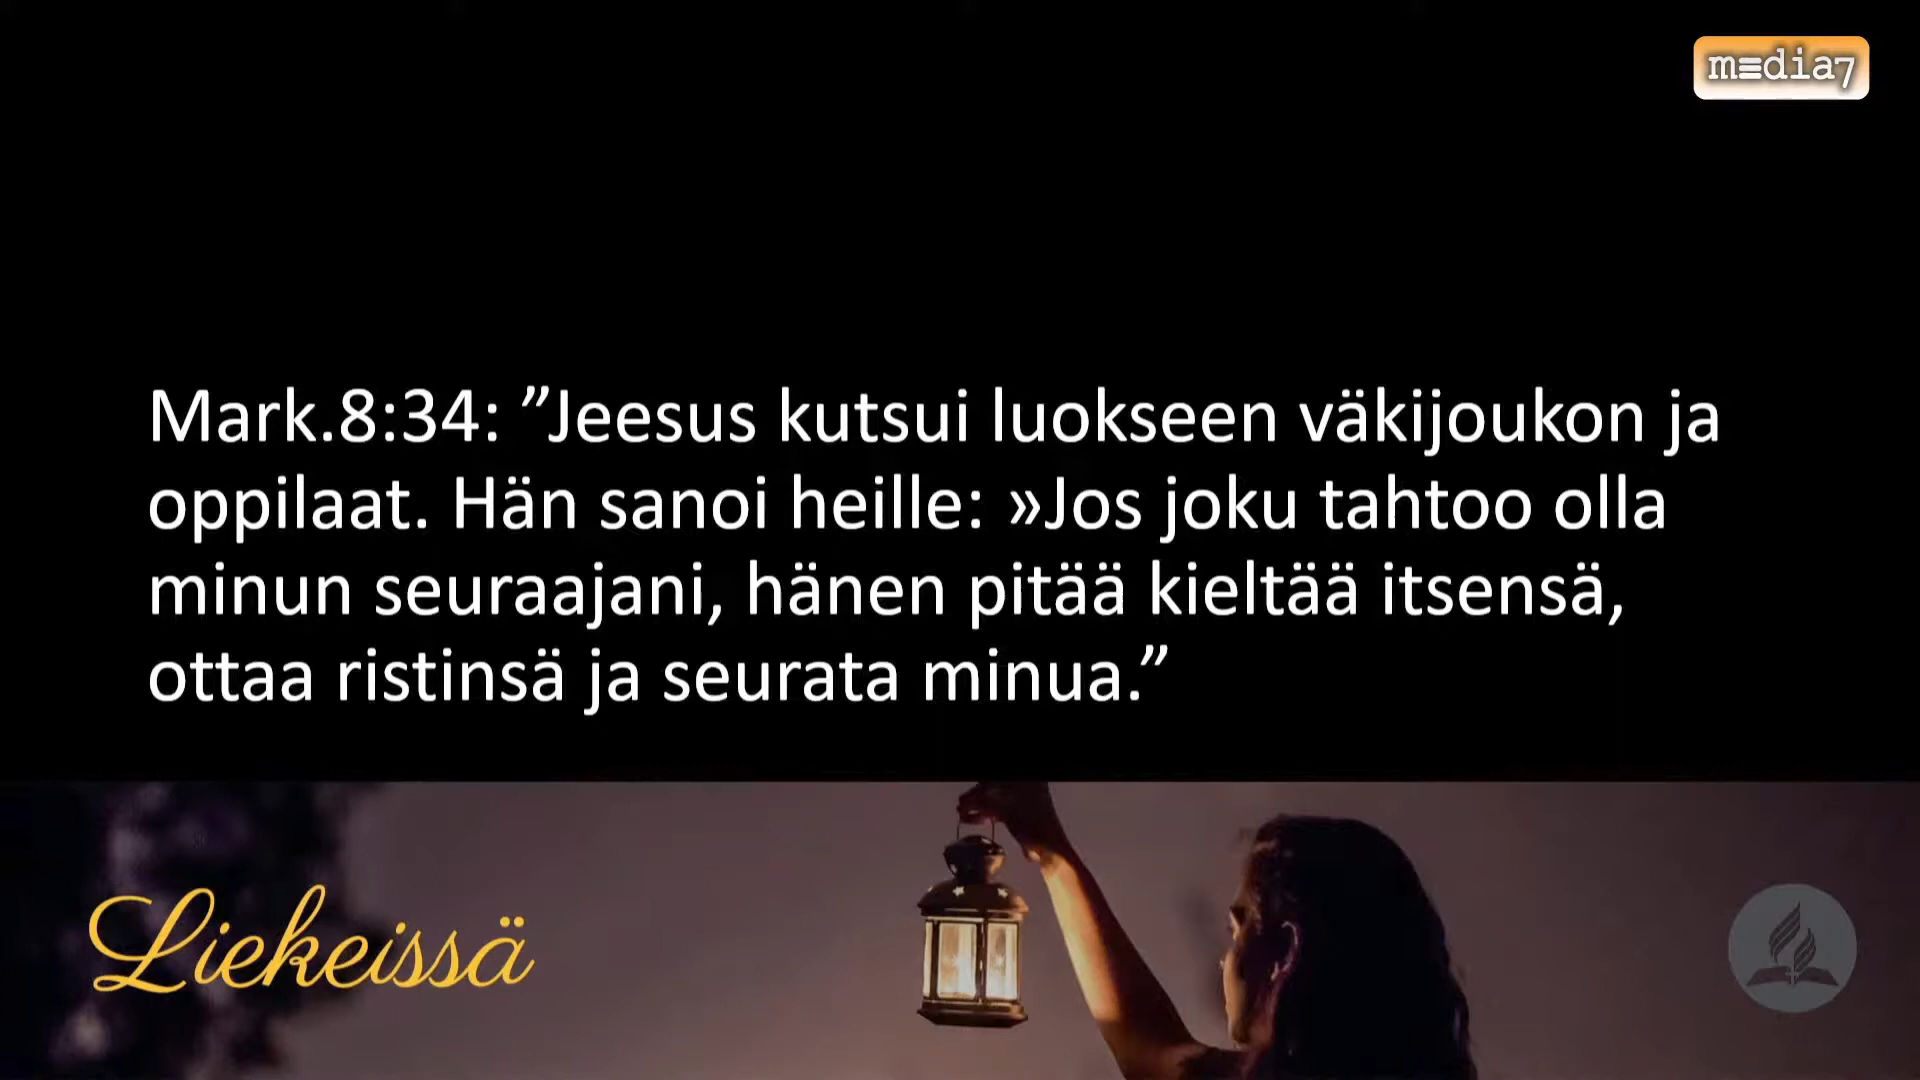 media7
Mark.8:34: ”Jeesus kutsui luokseen väkijoukon ja
oppilaat. Hän sanoi heille: »Jos joku tahtoo olla
minun seuraajani, hänen pitää kieltää itsensä,
ottaa ristinsä ja seurata minua.”
Liekeissä